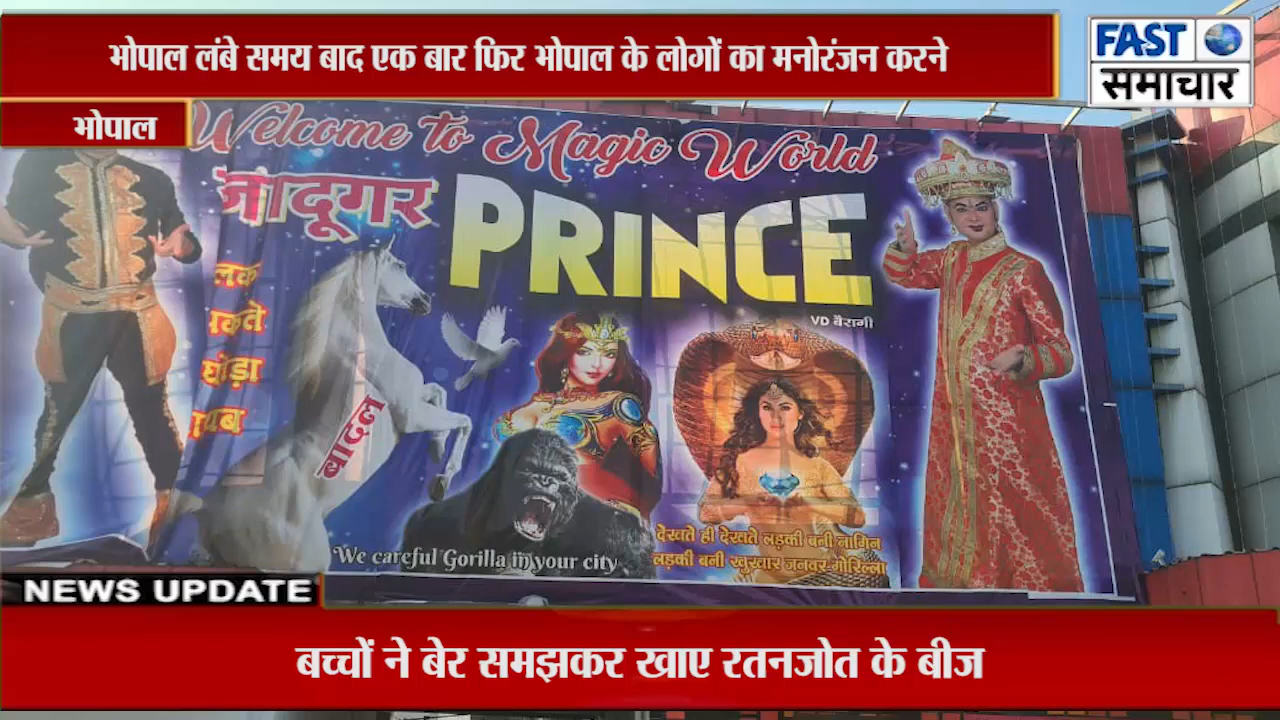 भोपाल लंबे समय बाद एक बार फिर भोपाल के लोगों का मनोरंजन करने
FAST
समाचार
भोपाल
Welcome to Magic World
जादूगर PRINCE
VD बैरागी
घोड़ा
बादल
We careful Gorilla in your city
देखते ही देखते लड़की बनी नागिन
लड़की बनी खूंखार जनवर गोरिल्ला
NEWS UPDATE
बच्चों ने बेर समझकर खाए रतनजोत के बीज